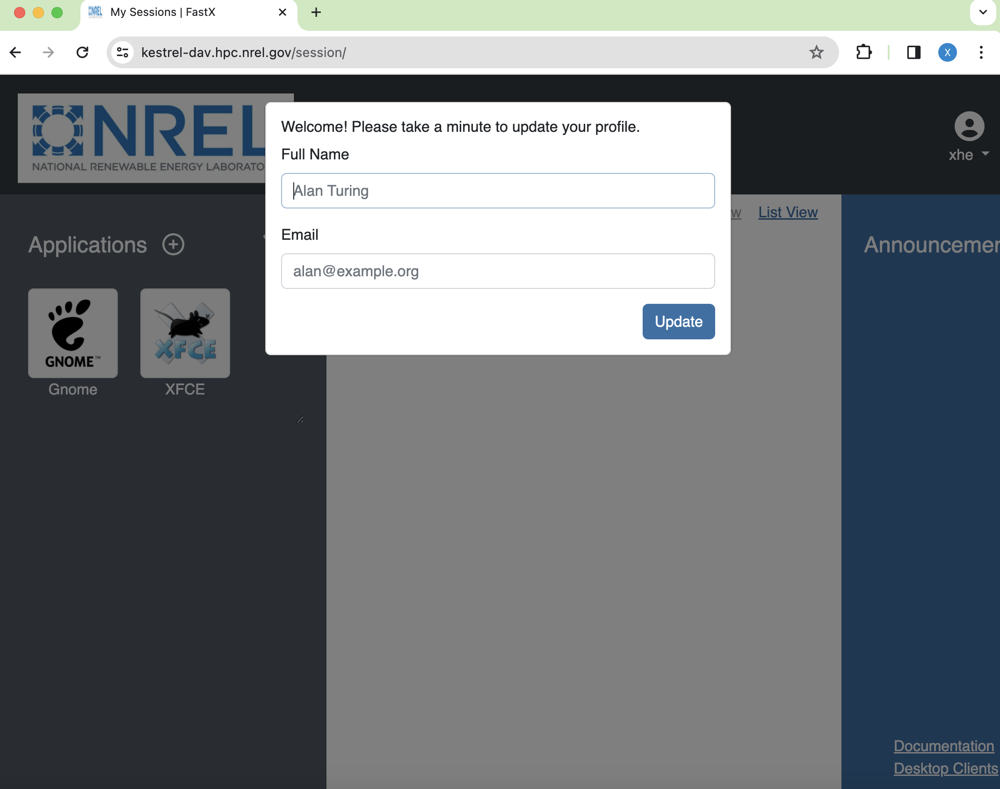 NREL
My Sessions | FastX
kestrel-dav.hpc.nrel.gov/session/
X
NREL
NATIONAL RENEWABLE ENERGY LABORATO
xhe
Welcome! Please take a minute to update your profile.
Full Name
Alan Turing
Email
alan@example.org
Update
w
List View
Applications
GNOME™
Gnome
XFCE
XFCE
Announcemen
Documentation
Desktop Clients